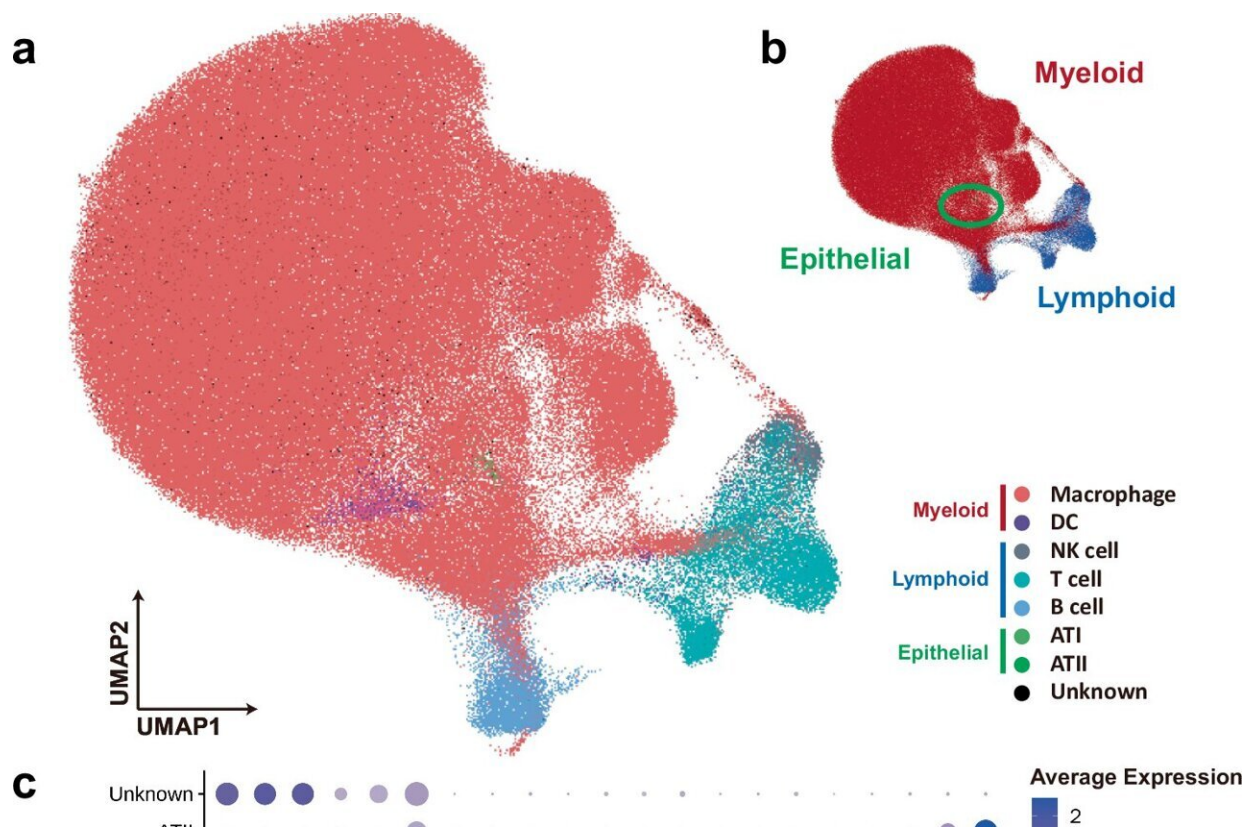 a
b
Myeloid
Epithelial
Lymphoid
Myeloid
Macrophage
DC
Lymphoid
NK cell
T cell
B cell
Epithelial
ATI
ATII
Unknown
UMAP2
UMAP1
c
Unknown
Average Expression
2